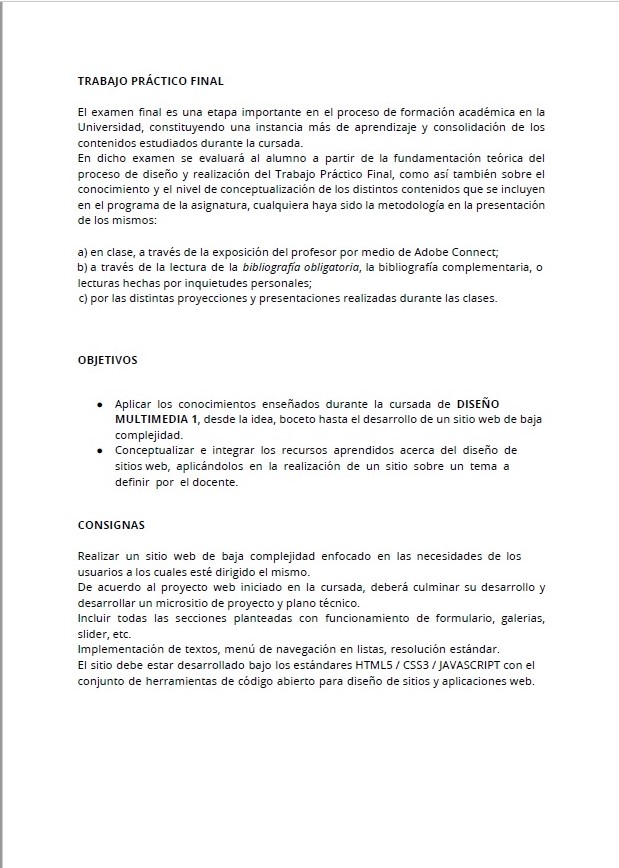 TRABAJO PRÁCTICO FINAL
El examen final es una etapa importante en el proceso de formación académica en la
Universidad, constituyendo una instancia más de aprendizaje y consolidación de los
contenidos estudiados durante la cursada.
En dicho examen se evaluará al alumno a partir de la fundamentación teórica del
proceso de diseño y realización del Trabajo Práctico Final, como así también sobre el
conocimiento y el nivel de conceptualización de los distintos contenidos que se incluyen
en el programa de la asignatura, cualquiera haya sido la metodología en la presentación
de los mismos:
a) en clase, a través de la exposición del profesor por medio de Adobe Connect;
b) a través de la lectura de la bibliografía obligatoria, la bibliografía complementaria, o
lecturas hechas por inquietudes personales;
c) por las distintas proyecciones y presentaciones realizadas durante las clases.
OBJETIVOS
● Aplicar los conocimientos enseñados durante la cursada de DISEÑO
MULTIMEDIA 1, desde la idea, boceto hasta el desarrollo de un sitio web de baja
complejidad.
● Conceptualizar e integrar los recursos aprendidos acerca del diseño de
sitios web, aplicándolos en la realización de un sitio sobre un tema a
definir por el docente.
CONSIGNAS
Realizar un sitio web de baja complejidad enfocado en las necesidades de los
usuarios a los cuales esté dirigido el mismo.
De acuerdo al proyecto web iniciado en la cursada, deberá culminar su desarrollo y
desarrollar un micrositio de proyecto y plano técnico.
Incluir todas las secciones planteadas con funcionamiento de formulario, galerias,
slider, etc.
Implementación de textos, menú de navegación en listas, resolución estándar.
El sitio debe estar desarrollado bajo los estándares HTML5 / CSS3 / JAVASCRIPT con el
conjunto de herramientas de código abierto para diseño de sitios y aplicaciones web.